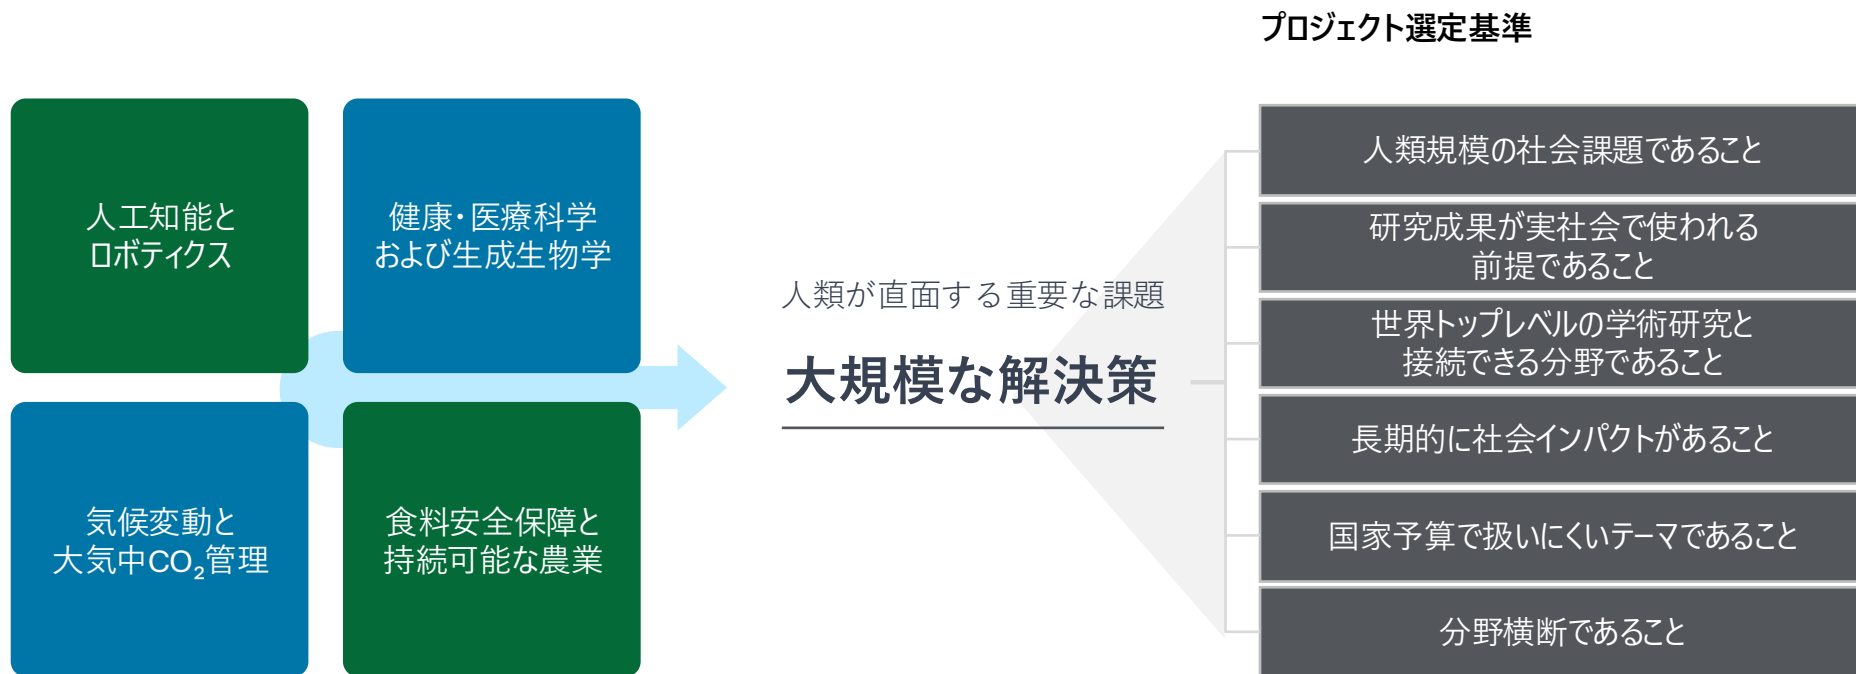 プロジェクト選定基準
人工知能と
ロボティクス
健康・医療科学
および生成生物学
気候変動と
大気中CO₂管理
食料安全保障と
持続可能な農業
人類が直面する重要な課題
大規模な解決策
人類規模の社会課題であること
研究成果が実社会で使われる
前提であること
世界トップレベルの学術研究と
接続できる分野であること
長期的に社会インパクトがあること
国家予算で扱いにくいテーマであること
分野横断であること